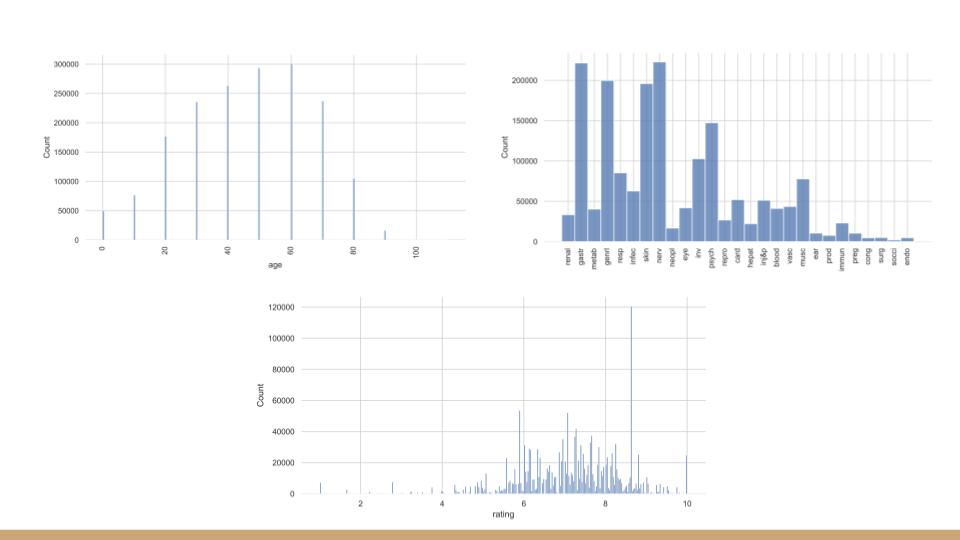 300000
250000
200000
150000
100000
50000
0
Count
0 20 40 60 80 100
age
200000
150000
100000
50000
0
Count
renal gastr metab genrl resp infec skin nerv neopl eye inv psych repro card hepat inj&p blood vasc musc ear prod immun preg cong surg socci endo
120000
100000
80000
60000
40000
20000
0
Count
2 4 6 8 10
rating